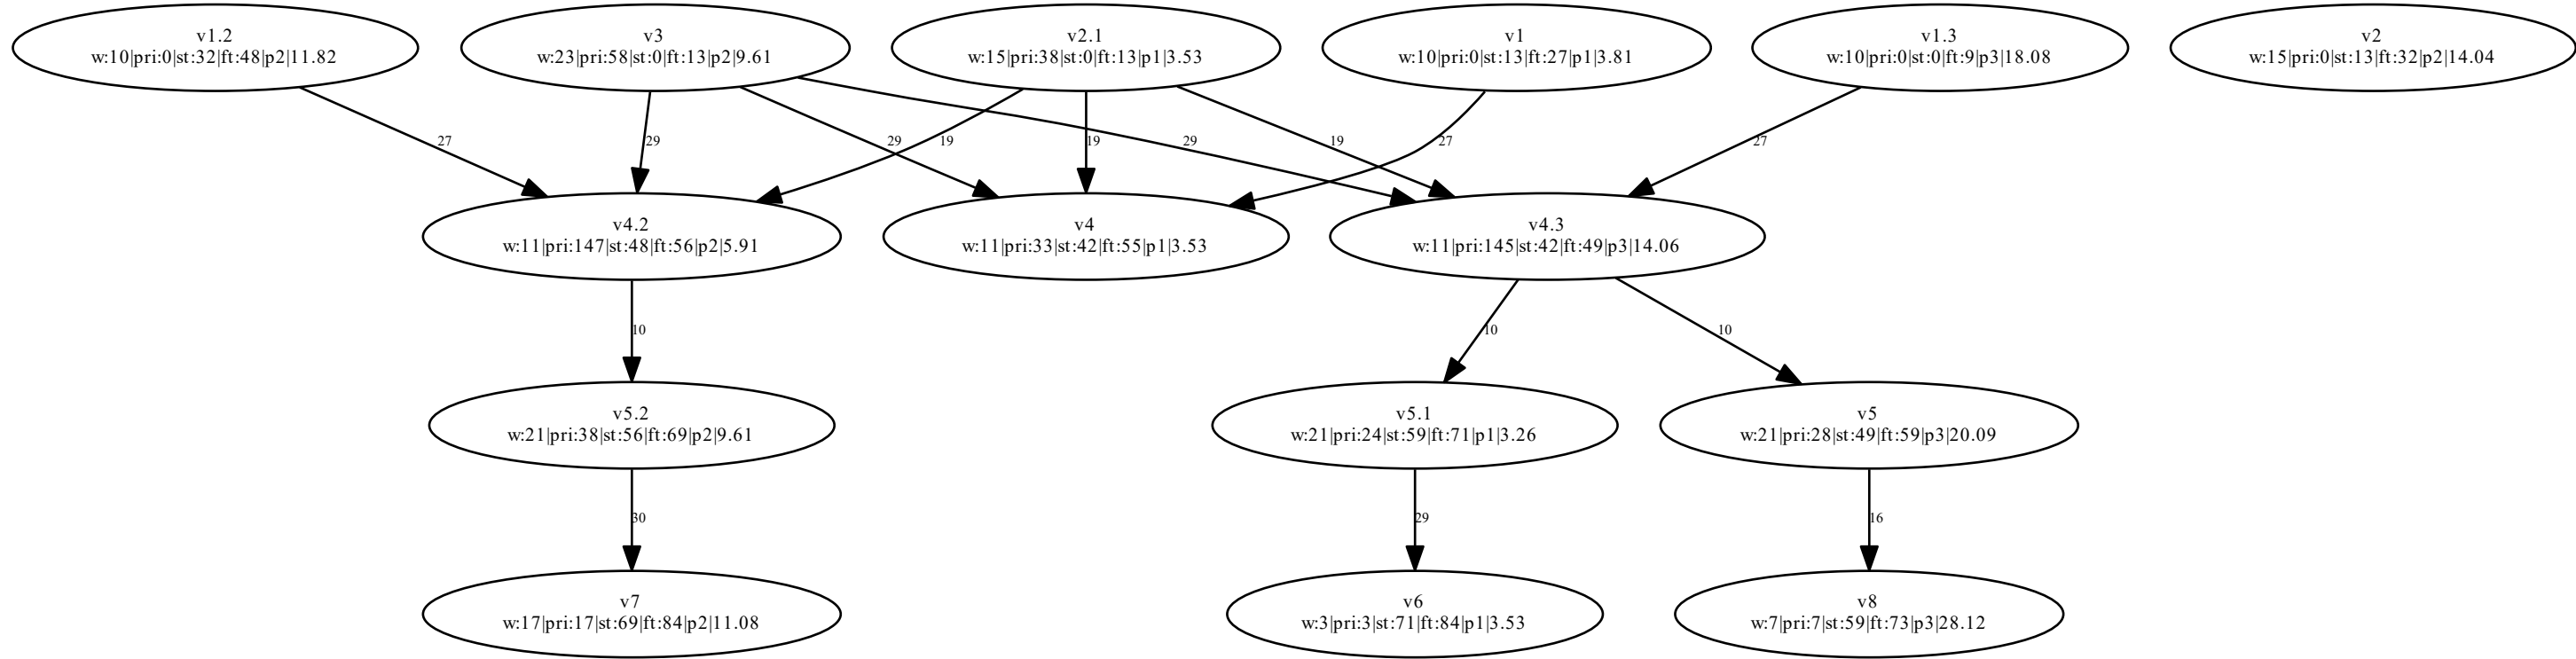 v1.2
w:10|pri:0|st:32|ft:48|p2|11.82
v3
w:23|pri:58|st:0|ft:13|p2|9.61
v2.1
w:15|pri:38|st:0|ft:13|p1|3.53
v1
w:10|pri:0|st:13|ft:27|p1|3.81
v1.3
w:10|pri:0|st:0|ft:9|p3|18.08
v2
w:15|pri:0|st:13|ft:32|p2|14.04
27
29
29
19
19
29
19
27
27
v4.2
w:11|pri:147|st:48|ft:56|p2|5.91
v4
w:11|pri:33|st:42|ft:55|p1|3.53
v4.3
w:11|pri:145|st:42|ft:49|p3|14.06
10
10
10
v5.2
w:21|pri:38|st:56|ft:69|p2|9.61
v5.1
w:21|pri:24|st:59|ft:71|p1|3.26
v5
w:21|pri:28|st:49|ft:59|p3|20.09
30
29
16
v7
w:17|pri:17|st:69|ft:84|p2|11.08
v6
w:3|pri:3|st:71|ft:84|p1|3.53
v8
w:7|pri:7|st:59|ft:73|p3|28.12